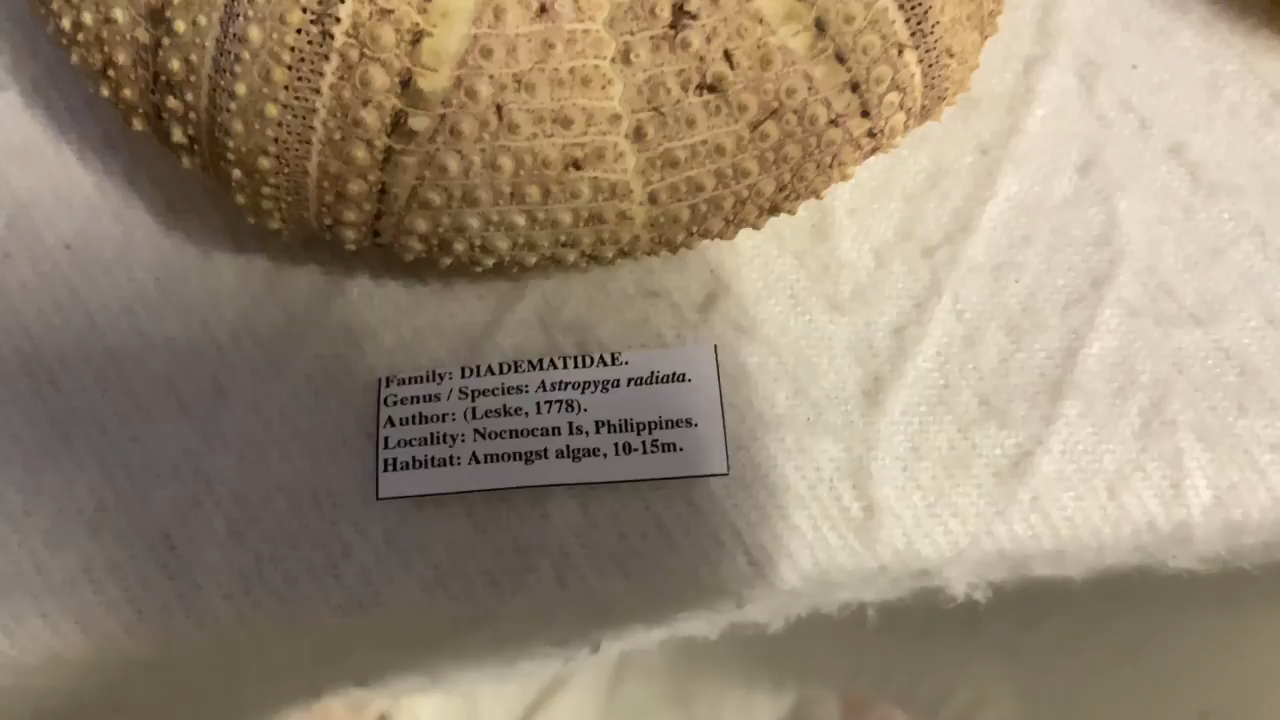 Family: DIADEMATIDAE.
Genus / Species: Astropyga radiata.
Author: (Leske, 1778).
Locality: Nocnocan Is, Philippines.
Habitat: Amongst algae, 10-15m.